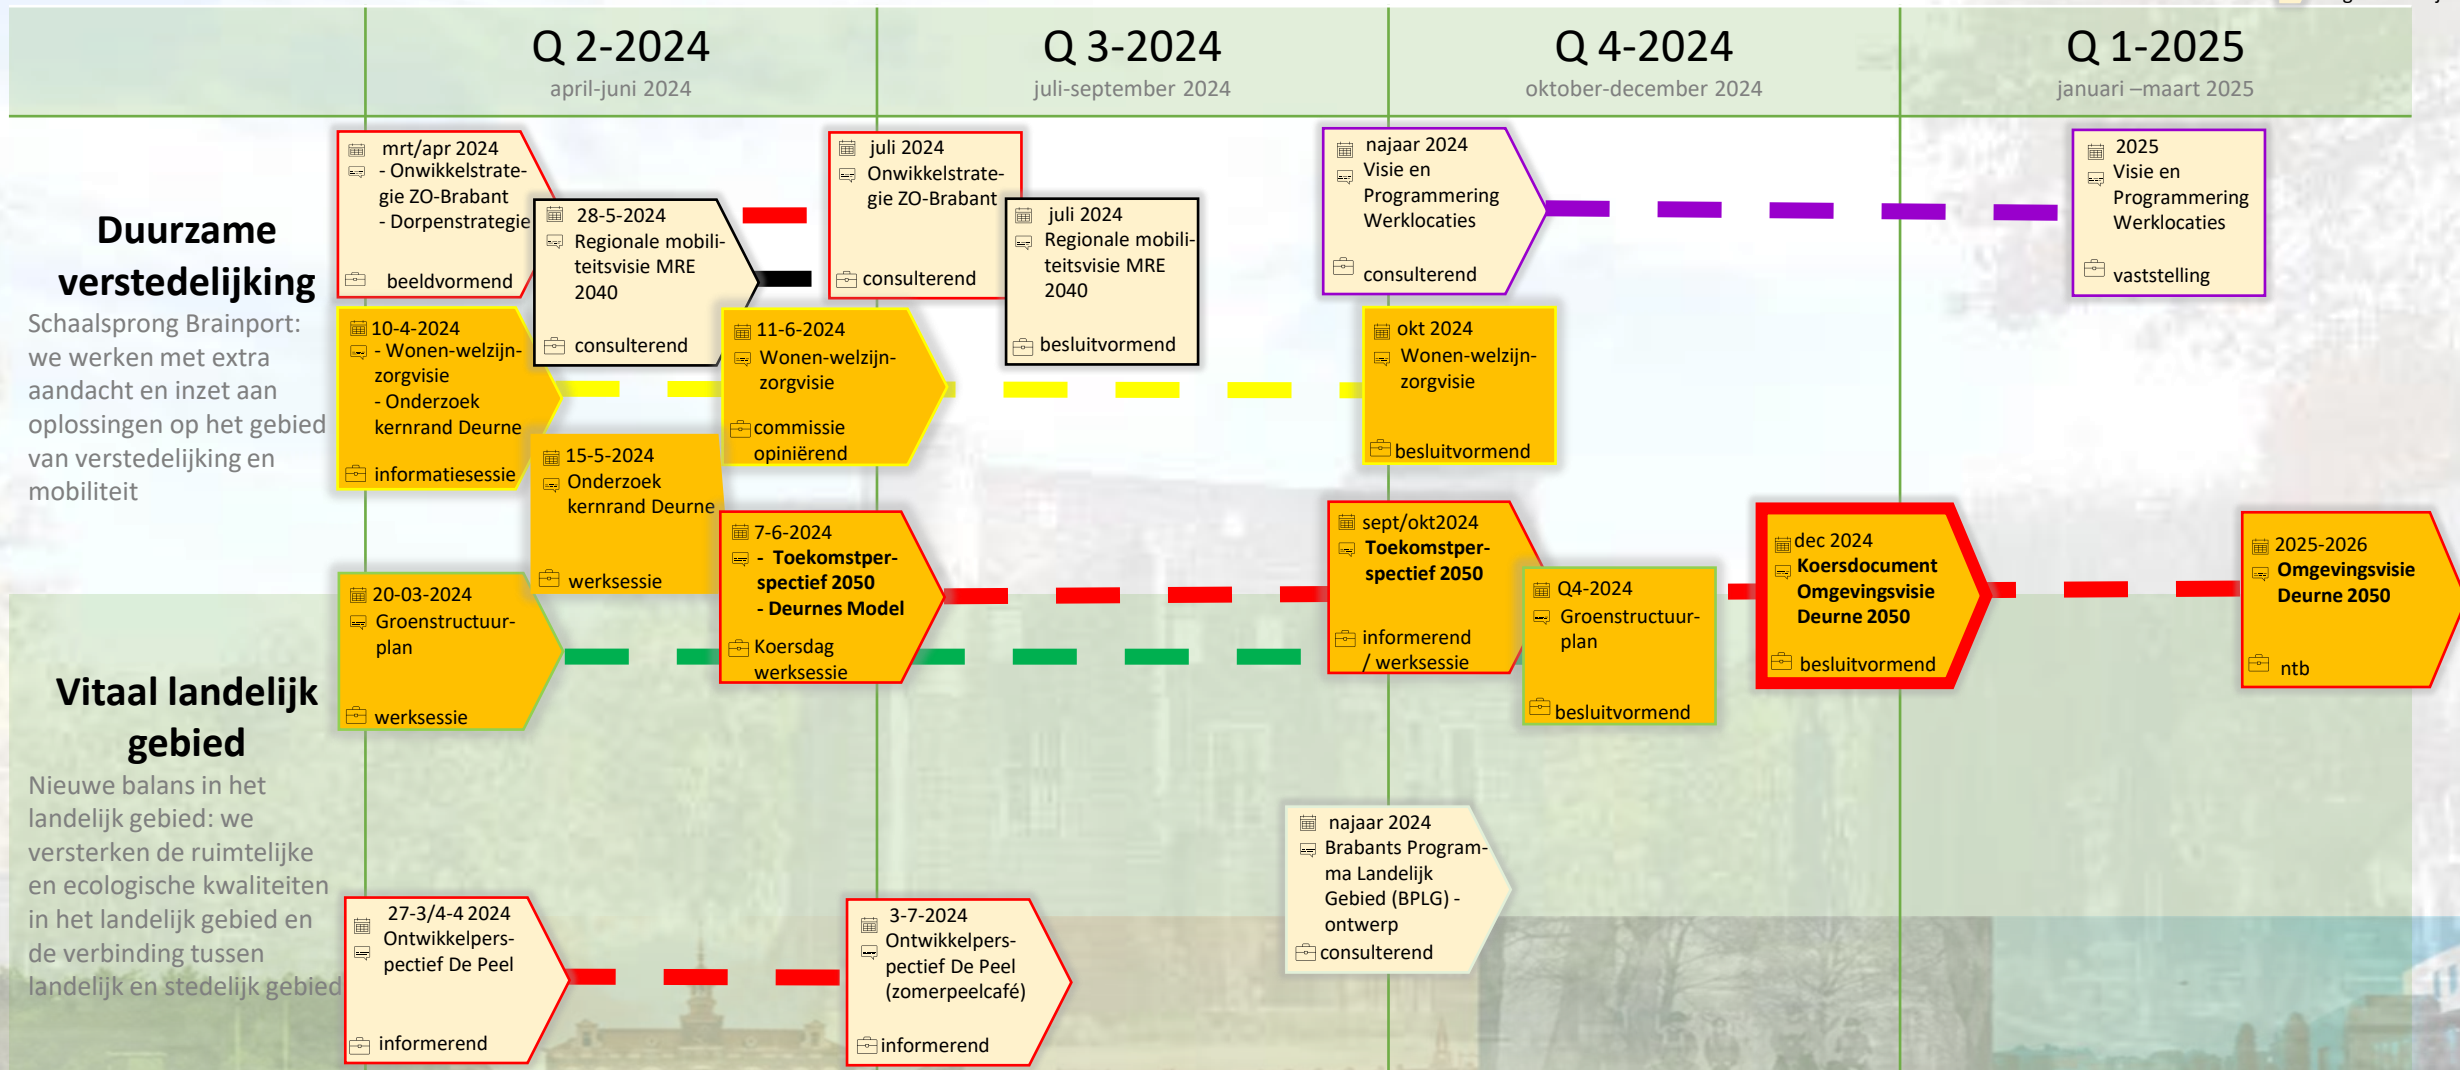 Q 2-2024
april-juni 2024
Q 3-2024
juli-september 2024
Q 4-2024
oktober-december 2024
Q 1-2025
januari –maart 2025
Duurzame
verstedelijking
Schaalsprong Brainport:
we werken met extra
aandacht en inzet aan
oplossingen op het gebied
van verstedelijking en
mobiliteit
mrt/apr 2024
- Onwikkelstrate-
gie ZO-Brabant
- Dorpenstrategie
beeldvormend
28-5-2024
Regionale mobili-
teitsvisie MRE
2040
consulterend
juli 2024
Onwikkelstrate-
gie ZO-Brabant
consulterend
juli 2024
Regionale mobili-
teitsvisie MRE
2040
besluitvormend
najaar 2024
Visie en
Programmering
Werklocaties
consulterend
2025
Visie en
Programmering
Werklocaties
vaststelling
10-4-2024
- Wonen-welzijn-
zorgvisie
- Onderzoek
kernrand Deurne
informatiesessie
15-5-2024
Onderzoek
kernrand Deurne
werksessie
11-6-2024
Wonen-welzijn-
zorgvisie
commissie
opiniërend
okt 2024
Wonen-welzijn-
zorgvisie
besluitvormend
7-6-2024
- Toekomstper-
spectief 2050
- Deurnes Model
Koersdag
werksessie
sept/okt2024
Toekomstper-
spectief 2050
informerend
/ werksessie
dec 2024
Koersdocument
Omgevingsvisie
Deurne 2050
besluitvormend
2025-2026
Omgevingsvisie
Deurne 2050
ntb
Vitaal landelijk
gebied
Nieuwe balans in het
landelijk gebied: we
versterken de ruimtelijke
en ecologische kwaliteiten
in het landelijk gebied en
de verbinding tussen
landelijk en stedelijk gebied
20-03-2024
Groenstructuur-
plan
werksessie
Q4-2024
Groenstructuur-
plan
besluitvormend
najaar 2024
Brabants Program-
ma Landelijk
Gebied (BPLG) -
ontwerp
consulterend
27-3/4-4 2024
Ontwikkelpers-
pectief De Peel
informerend
3-7-2024
Ontwikkelpers-
pectief De Peel
(zomerpeelcafé)
informerend